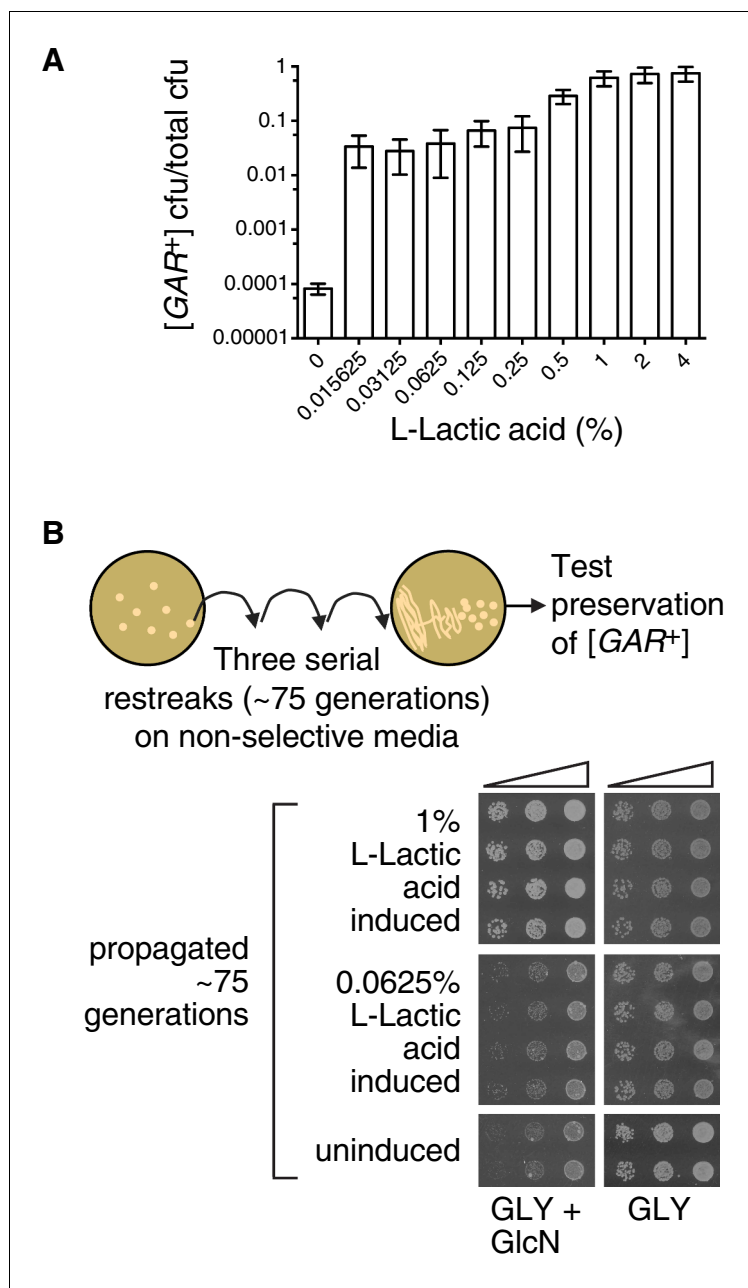 A
[GAR⁺] cfu/total cfu
1
0.1
0.01
0.001
0.0001
0.00001
0
0.015625
0.03125
0.0625
0.125
0.25
0.5
1
2
4
L-Lactic acid (%)
B
Three serial
restreaks (~75 generations)
on non-selective media
Test
preservation
of [GAR⁺]
propagated
~75
generations
1%
L-Lactic
acid
induced
0.0625%
L-Lactic
acid
induced
uninduced
GLY +
GlcN
GLY